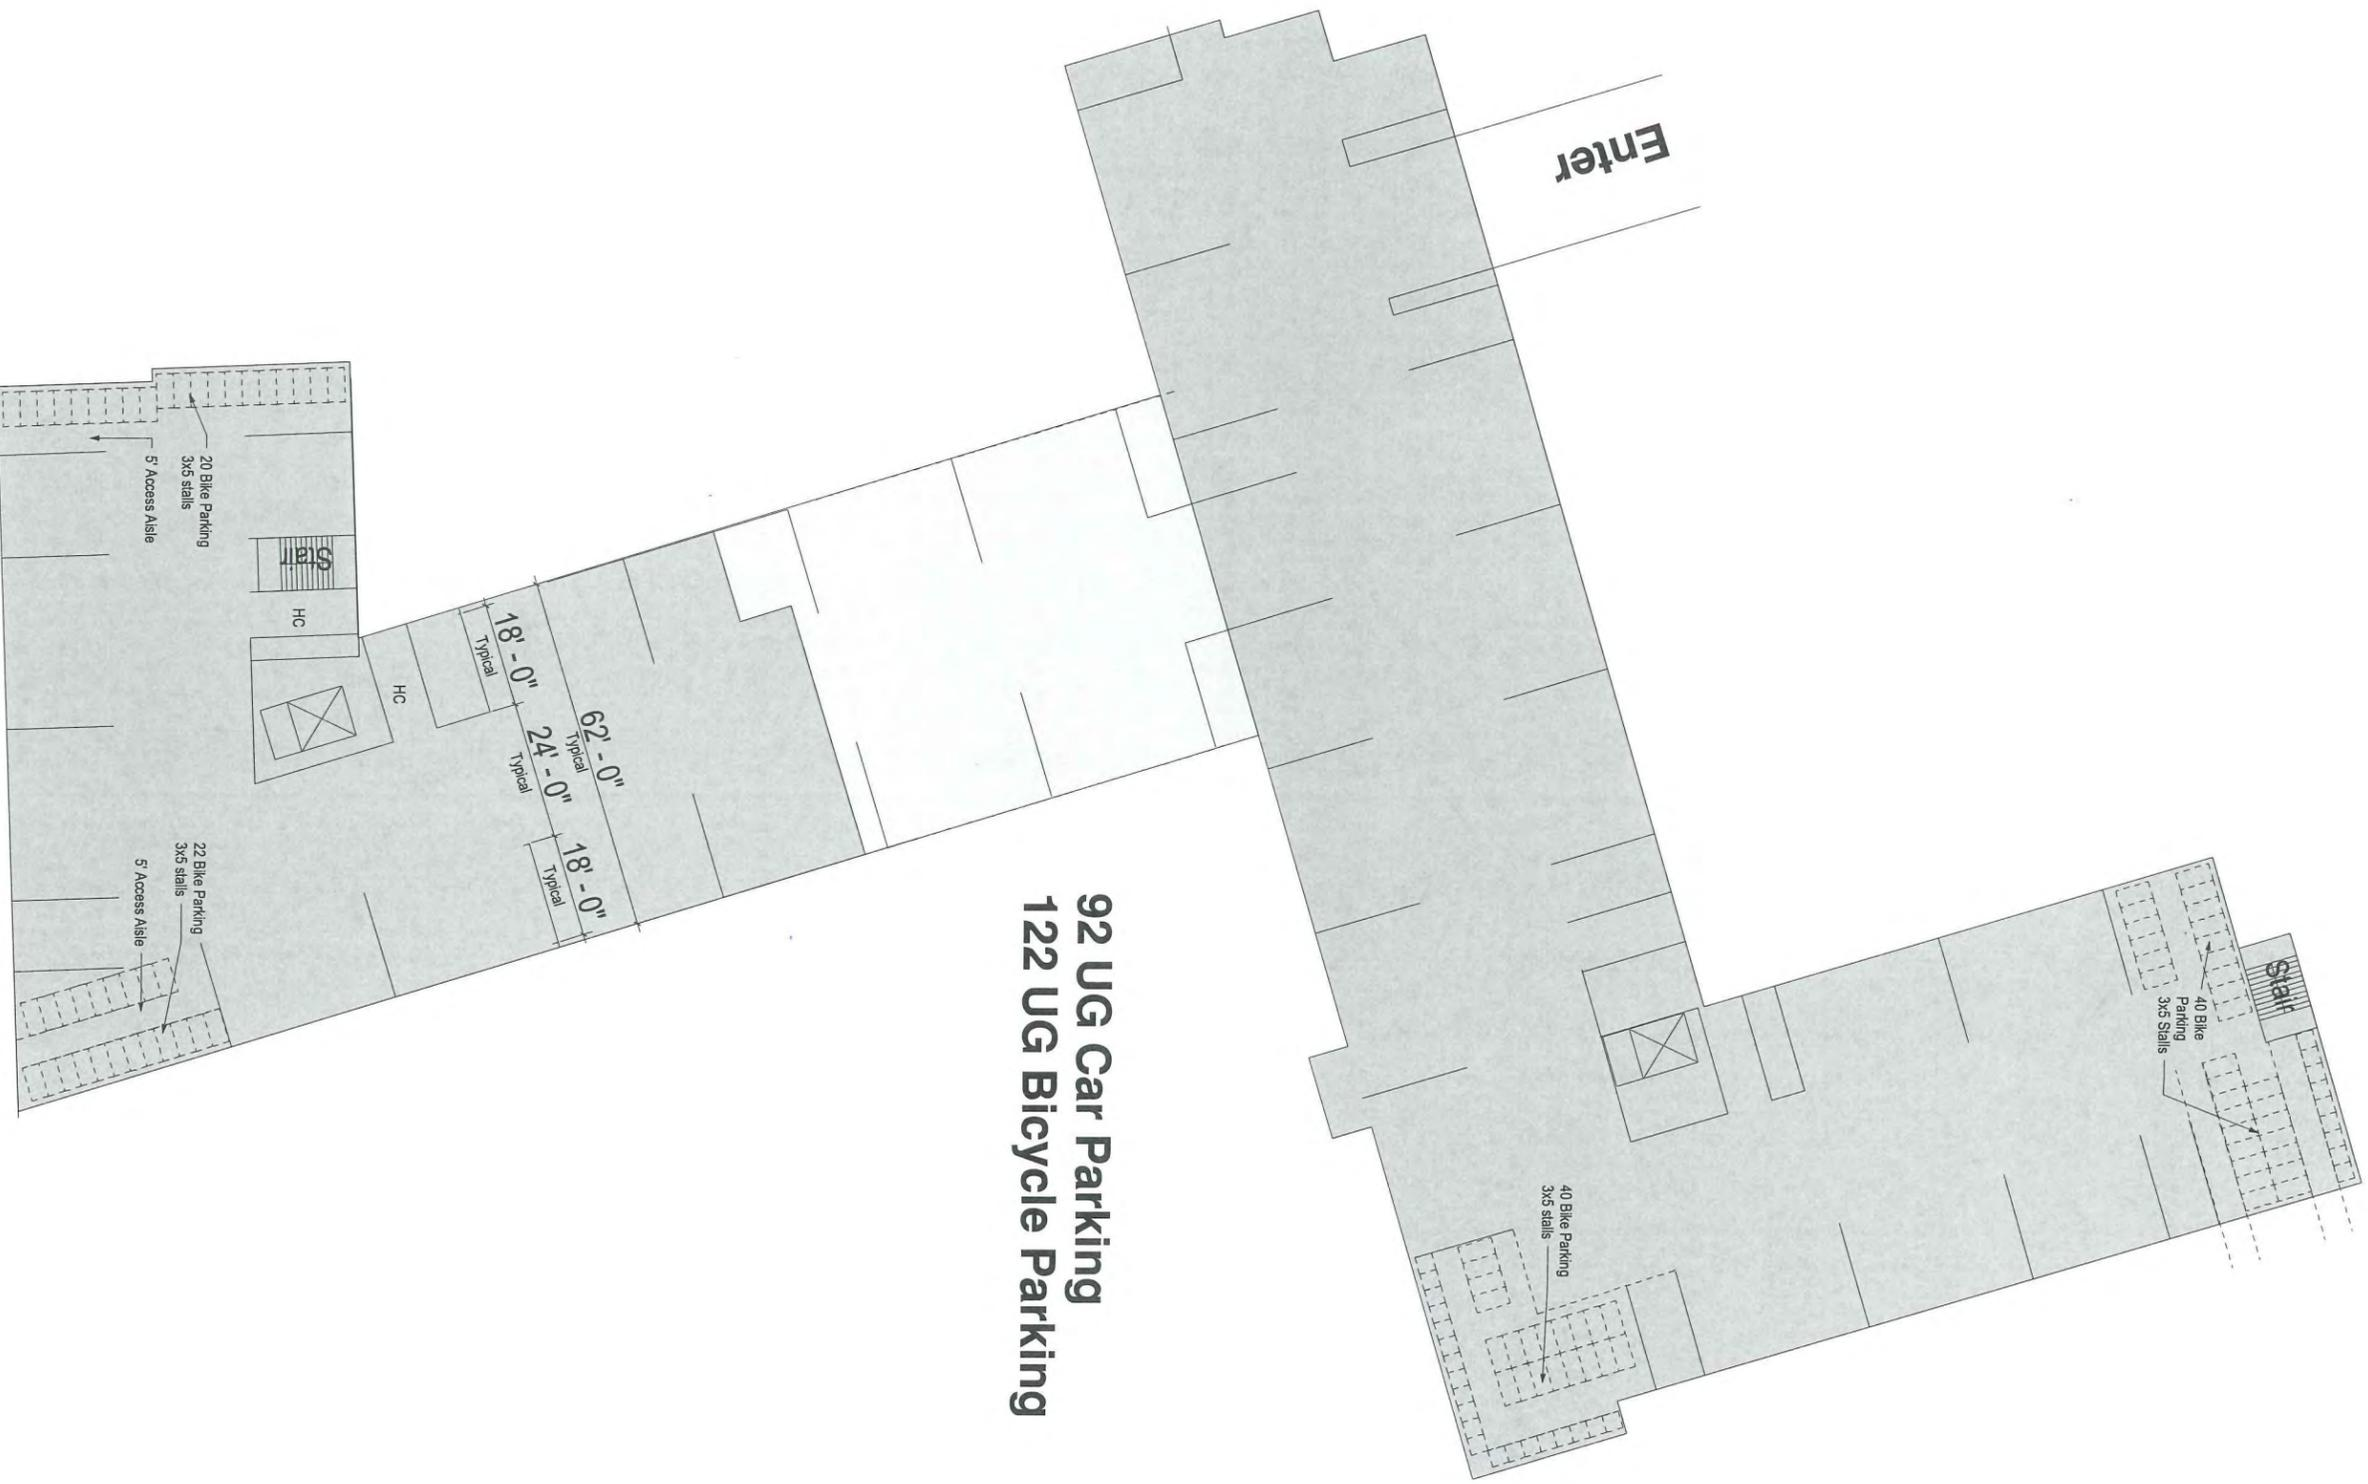 Enter
92 UG Car Parking
122 UG Bicycle Parking
20 Bike Parking
3x5 stalls
5' Access Aisle
Stair
HC
HC
18' - 0"
Typical
24' - 0"
Typical
62' - 0"
Typical
18' - 0"
Typical
22 Bike Parking
3x5 stalls
5' Access Aisle
Stair
40 Bike
Parking
3x5 Stalls
40 Bike Parking
3x5 stalls